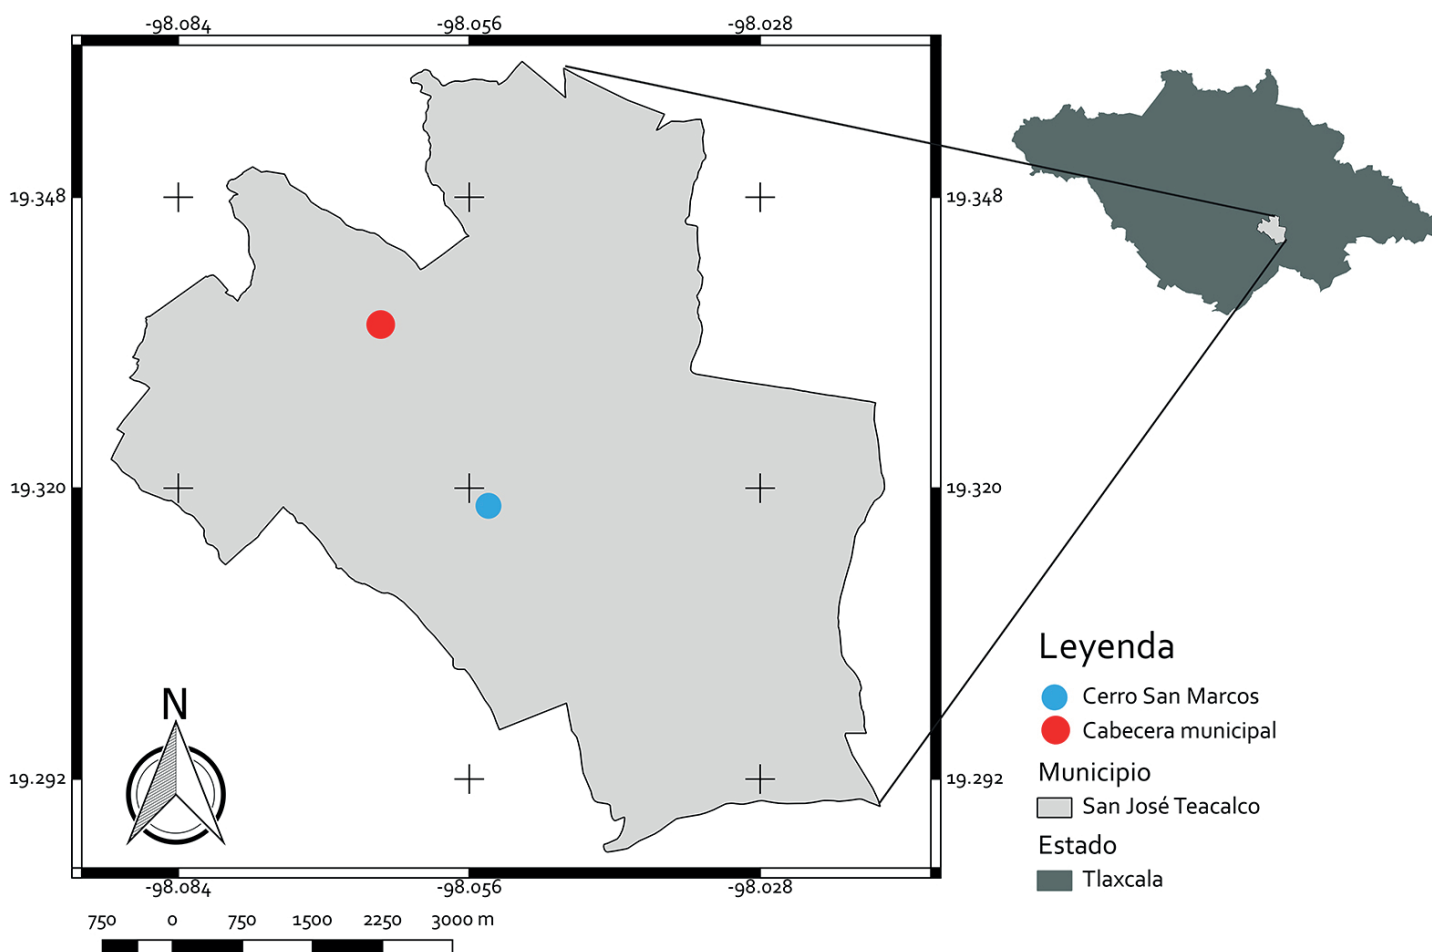 -98.084 -98.056 -98.028
19.348 19.348
19.320 19.320
19.292 19.292
N
-98.084 -98.056 -98.028
750 0 750 1500 2250 3000 m
Leyenda
Cerro San Marcos
Cabecera municipal
Municipio
San José Teacalco
Estado
Tlaxcala